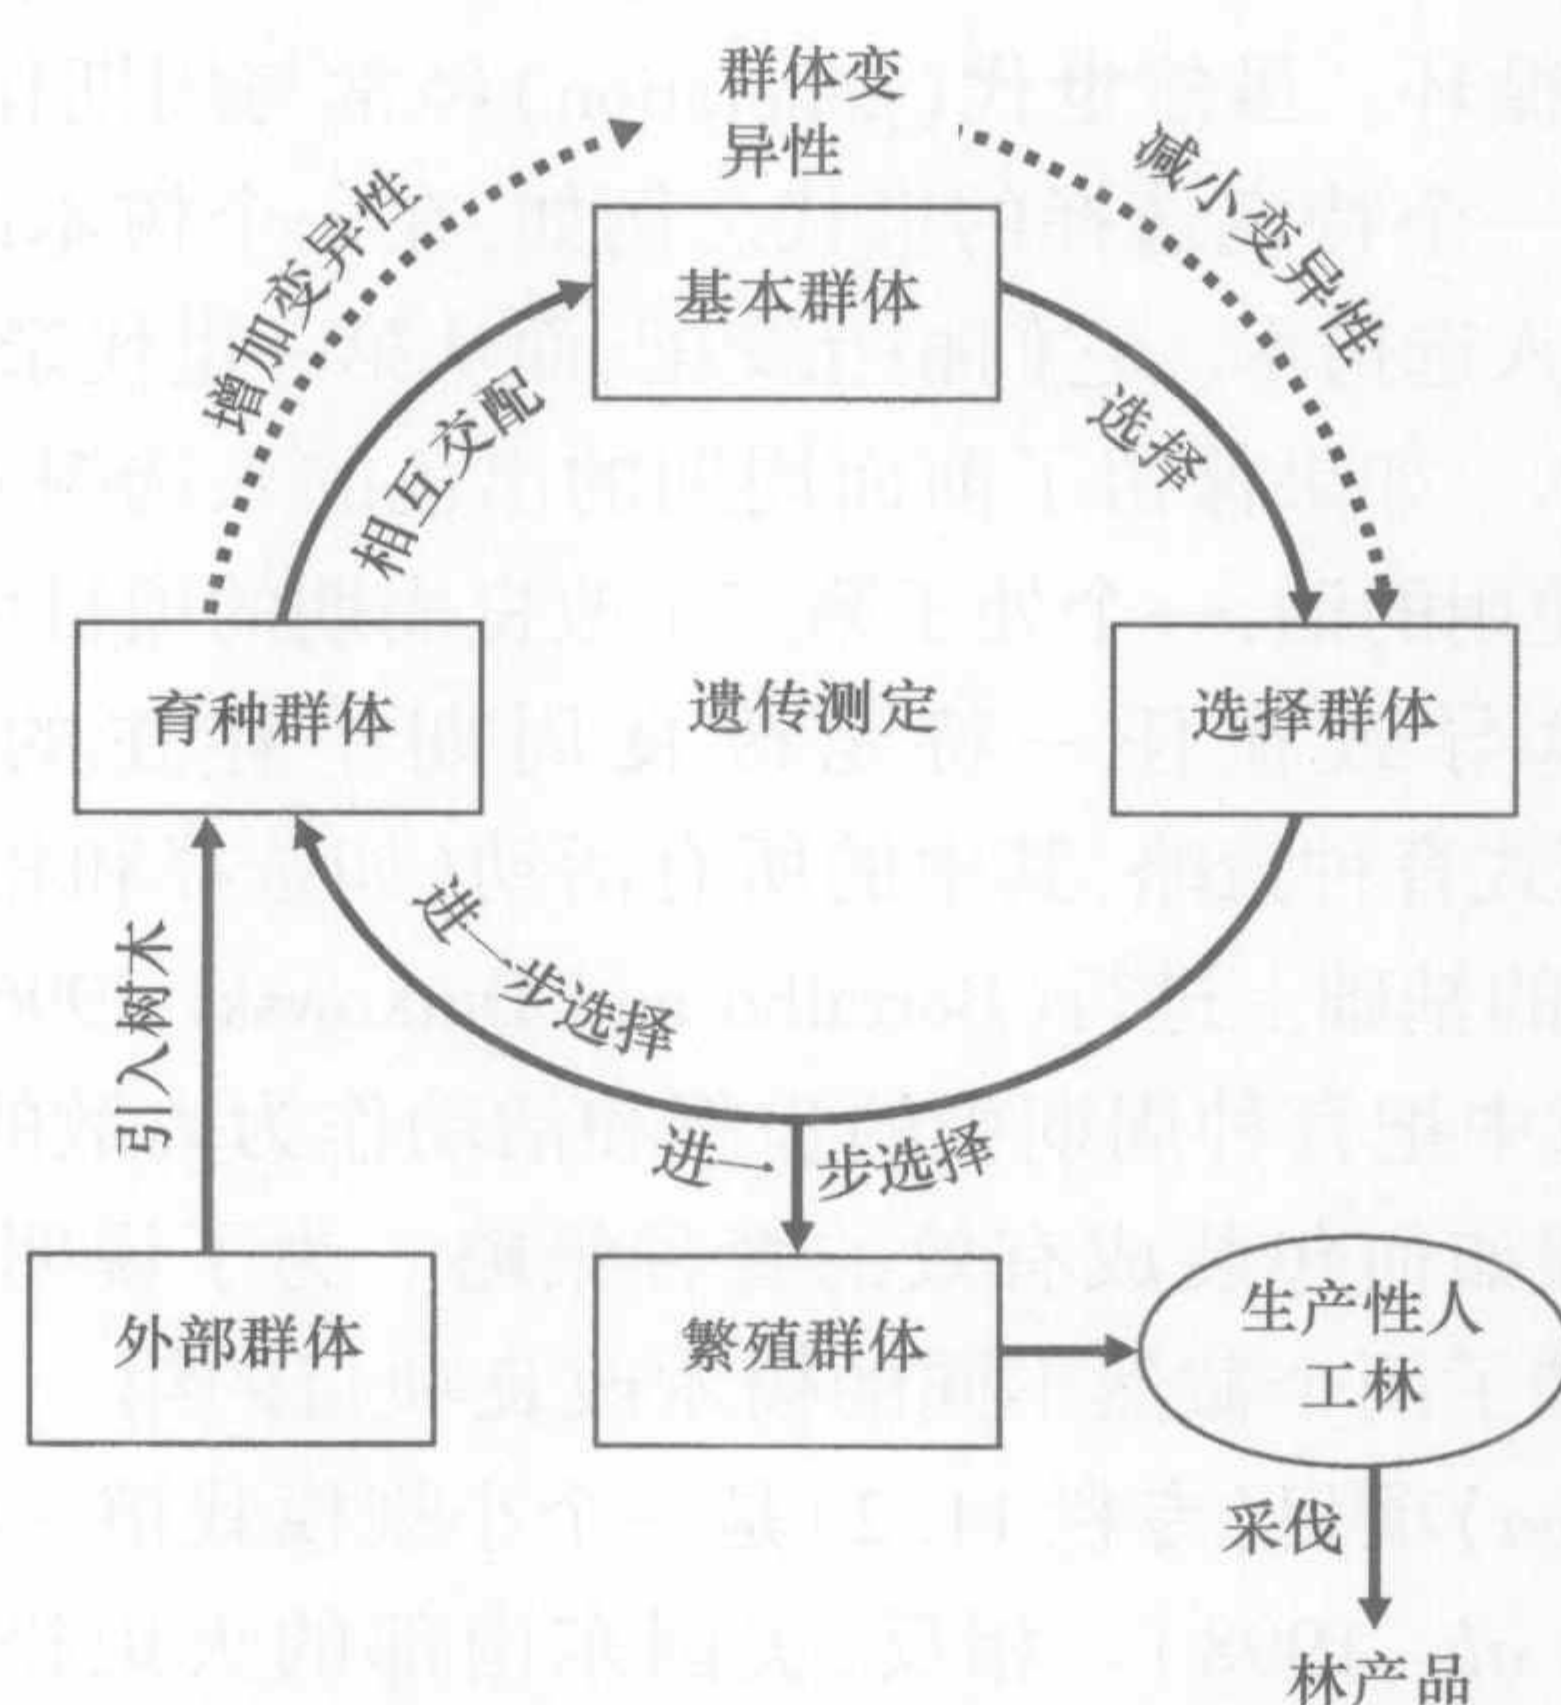 群体变
异性
增加变异性
减小变异性
基本群体
相互交配
选择
育种群体
遗传测定
选择群体
进一步选择
引入树木
进一步选择
外部群体
繁殖群体
生产性人
工林
采伐
林产品